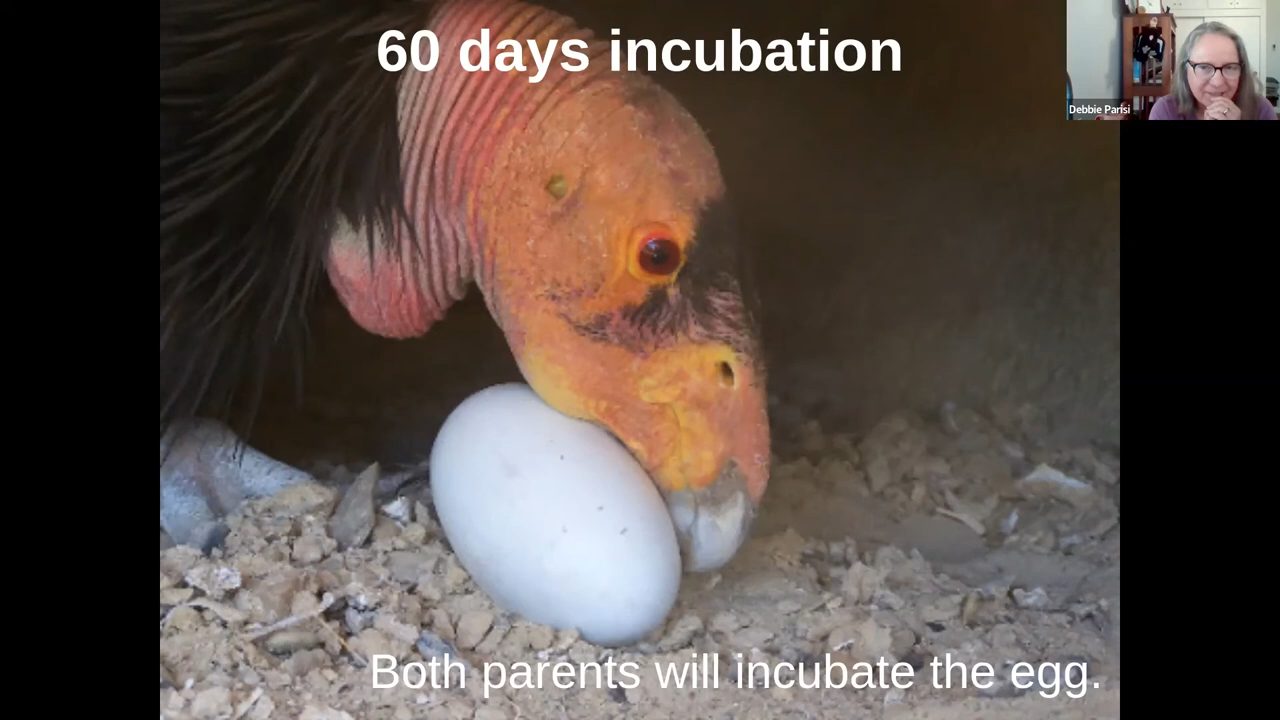 60 days incubation
Debbie Parisi
Both parents will incubate the egg.